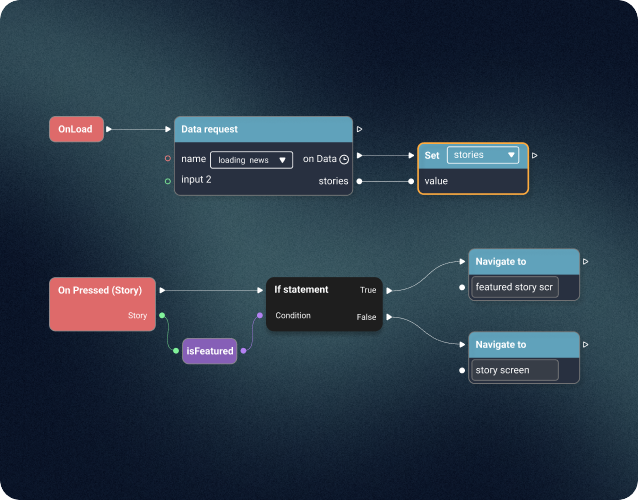 OnLoad
Data request
name
loading news
on Data
input 2
stories
Set
stories
value
On Pressed (Story)
Story
isFeatured
If statement
True
Condition
False
Navigate to
featured story scr
Navigate to
story screen